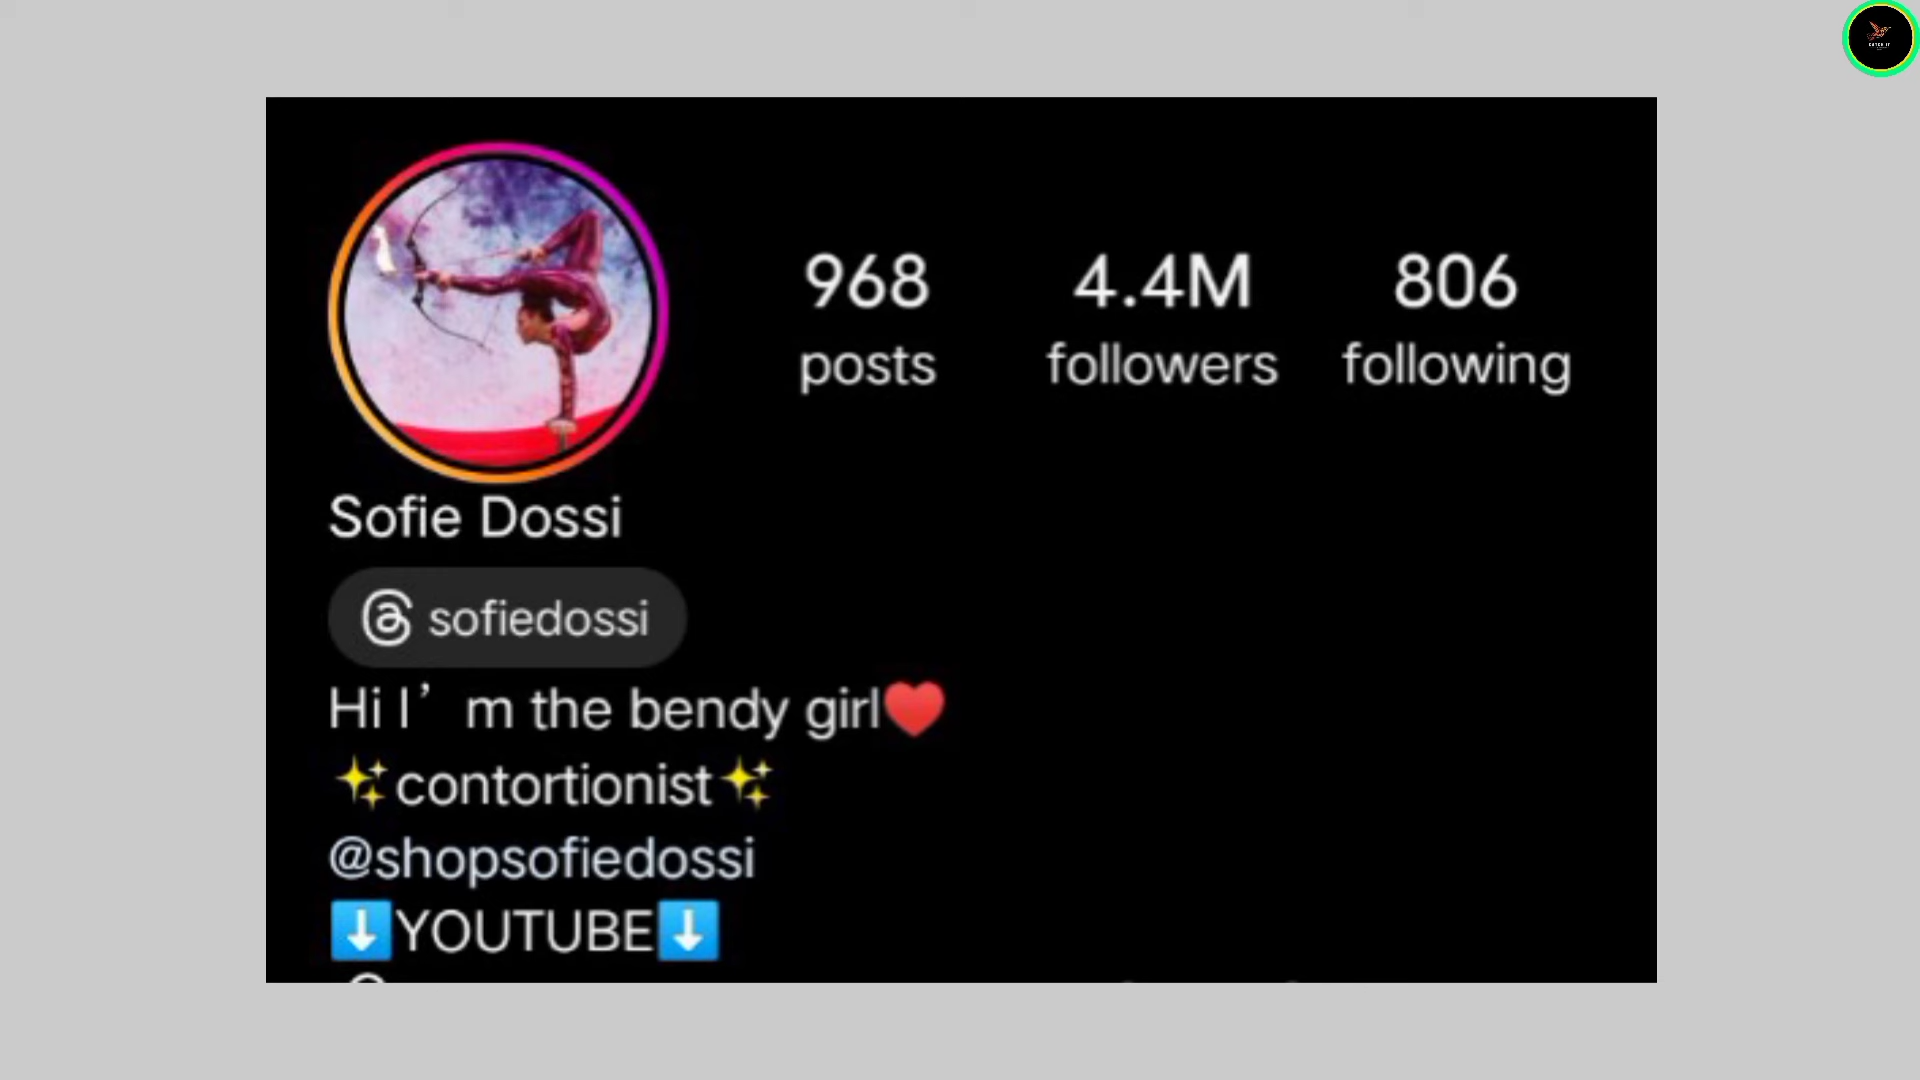 968 4.4M 806
posts followers following
Sofie Dossi
sofiedossi
Hi I’m the bendy girl❤️
✨contortionist✨
@shopsofiedossi
⬇️YOUTUBE⬇️